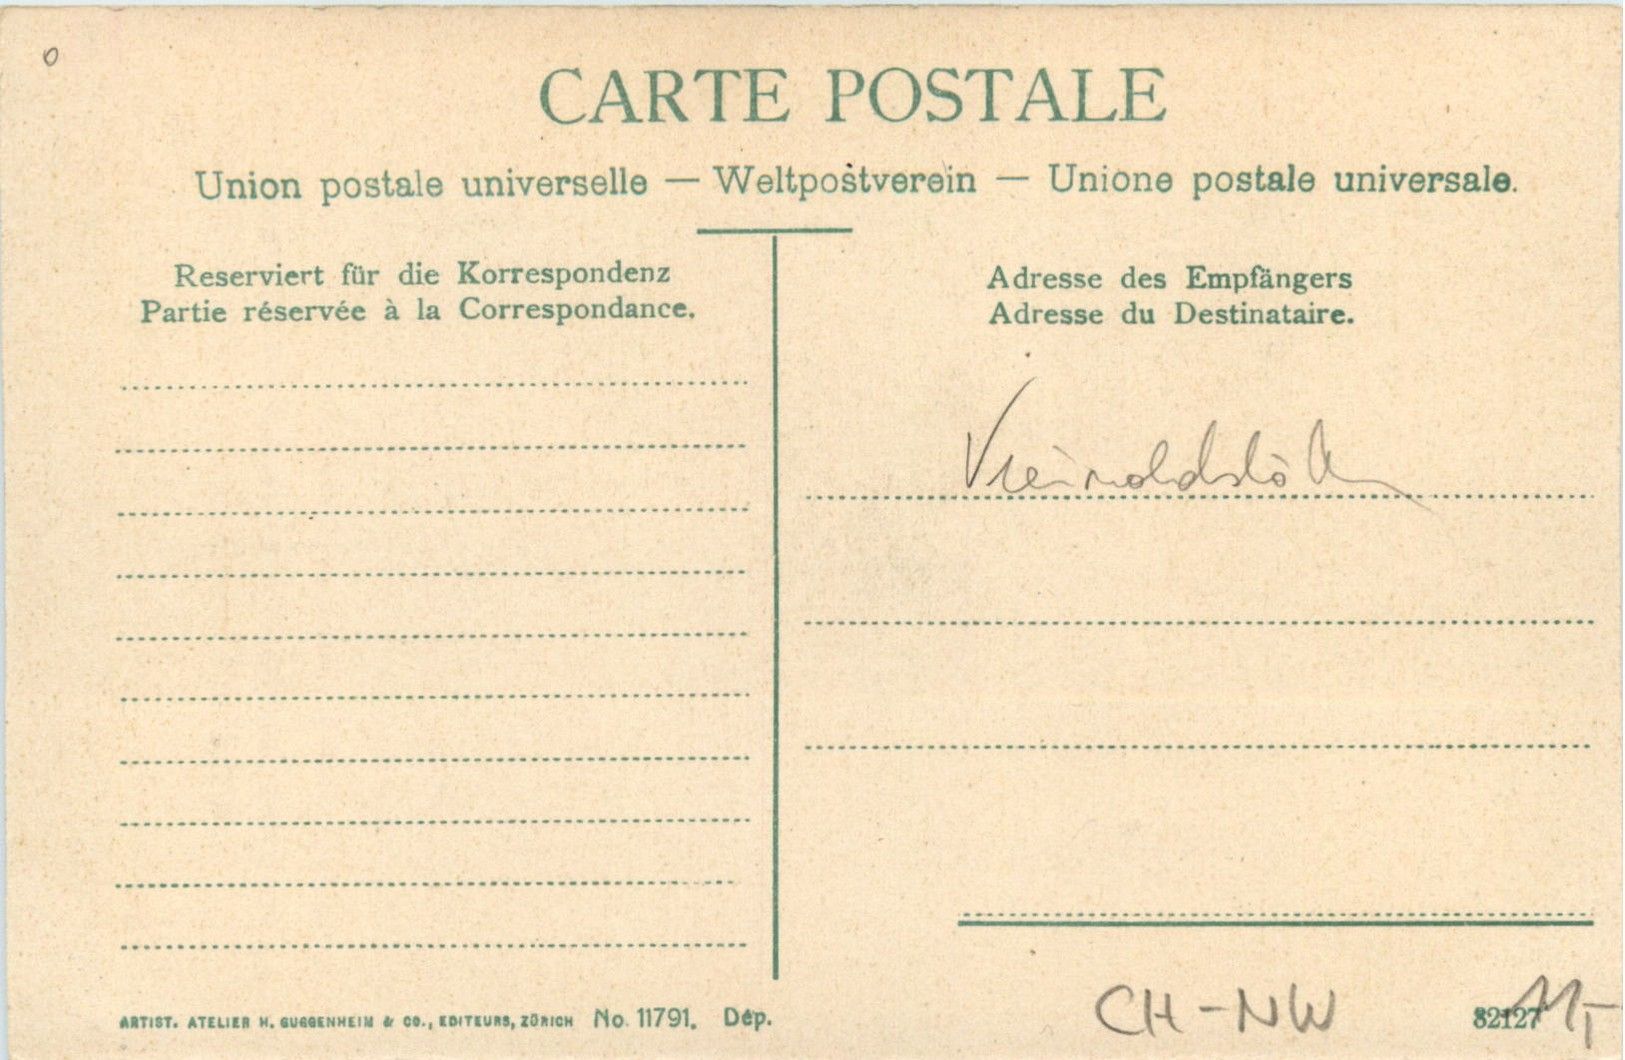 CARTE POSTALE
Union postale universelle — Weltpostverein — Unione postale universale.
Reserviert für die Korrespondenz
Partie réservée à la Correspondance.
Adresse des Empfängers
Adresse du Destinataire.
ARTIST. ATELIER H. GUGGENHEIM & CO., EDITEURS, ZÜRICH No. 11791. Dép.
CH-NW
82127